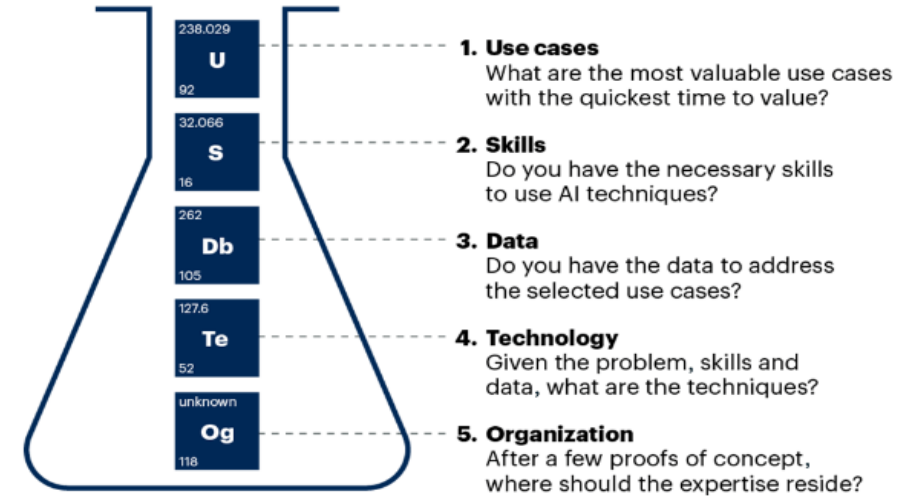 238.029
U
92
1. Use cases
What are the most valuable use cases
with the quickest time to value?
32.066
S
16
2. Skills
Do you have the necessary skills
to use AI techniques?
262
Db
105
3. Data
Do you have the data to address
the selected use cases?
127.6
Te
52
4. Technology
Given the problem, skills and
data, what are the techniques?
unknown
Og
118
5. Organization
After a few proofs of concept,
where should the expertise reside?